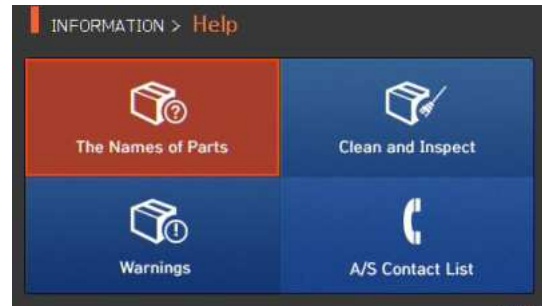 INFORMATION > Help
The Names of Parts
Clean and Inspect
Warnings
A/S Contact List